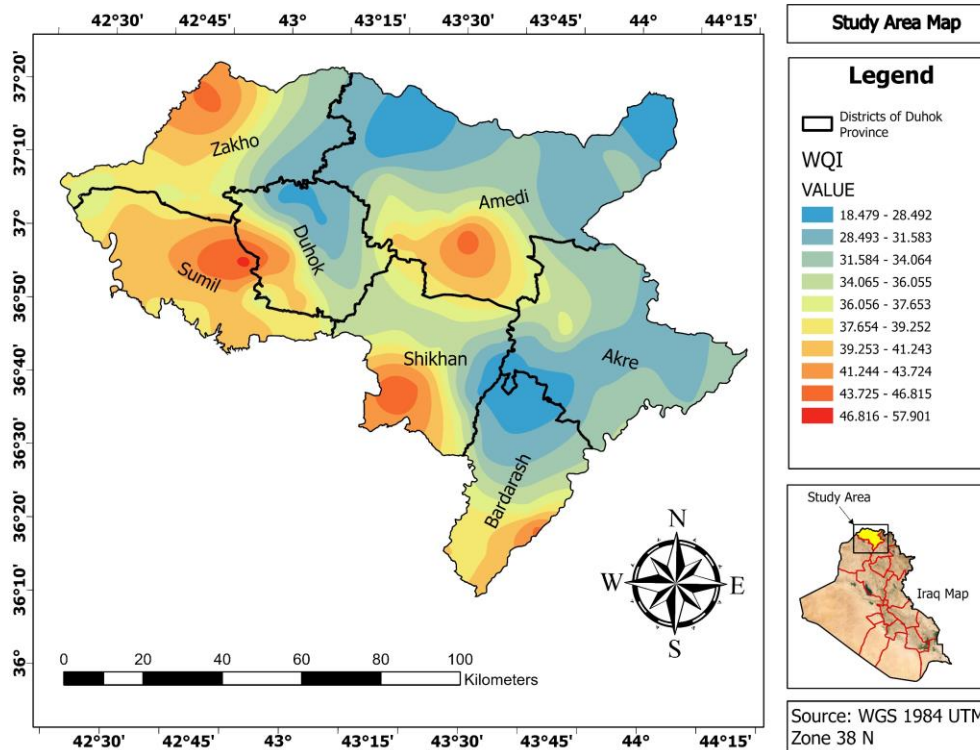 42°30' 42°45' 43° 43°15' 43°30' 43°45' 44° 44°15'
Study Area Map
37°20'
37°10'
37°
36°50'
36°40'
36°30'
36°20'
36°10'
36°
Zakho
Amedi
Duhok
Sumil
Shikhan
Akre
Bardarash
N
W E
S
0 20 40 60 80 100
Kilometers
42°30' 42°45' 43° 43°15' 43°30' 43°45' 44° 44°15'
Legend
Districts of Duhok
Province
WQI
VALUE
18.479 - 28.492
28.493 - 31.583
31.584 - 34.064
34.065 - 36.055
36.056 - 37.653
37.654 - 39.252
39.253 - 41.243
41.244 - 43.724
43.725 - 46.815
46.816 - 57.901
Study Area
Iraq Map
Source: WGS 1984 UTM
Zone 38 N